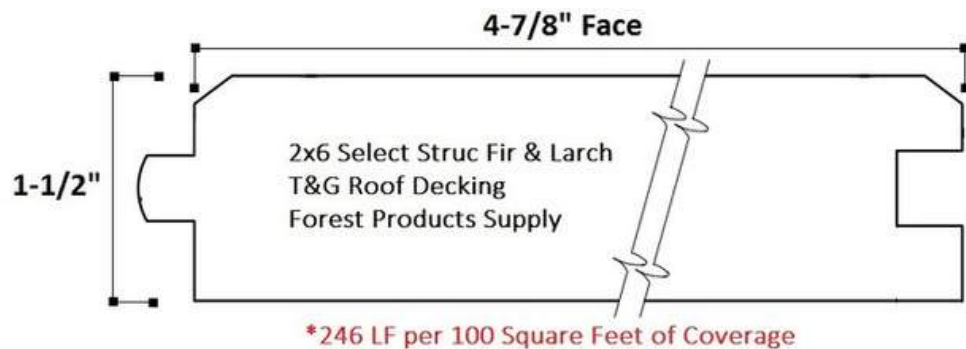 4-7/8" Face
1-1/2"
2x6 Select Struc Fir & Larch
T&G Roof Decking
Forest Products Supply
*246 LF per 100 Square Feet of Coverage